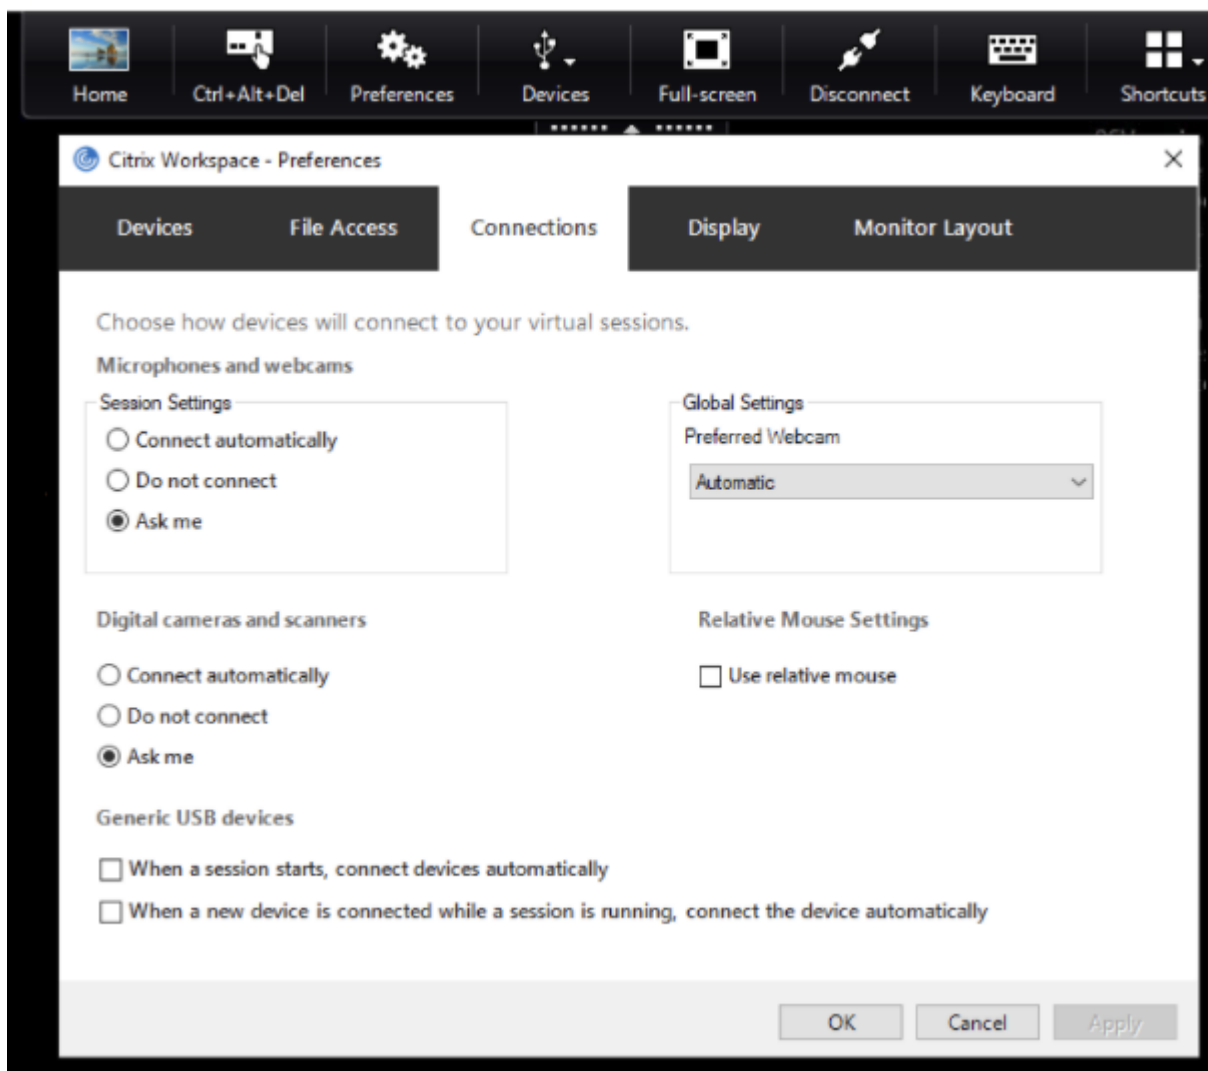 Home Ctrl+Alt+Del Preferences Devices Full-screen Disconnect Keyboard Shortcuts
Citrix Workspace - Preferences
Devices File Access Connections Display Monitor Layout
Choose how devices will connect to your virtual sessions.
Microphones and webcams
Session Settings
Connect automatically
Do not connect
Ask me
Global Settings
Preferred Webcam
Automatic
Digital cameras and scanners
Connect automatically
Do not connect
Ask me
Relative Mouse Settings
Use relative mouse
Generic USB devices
When a session starts, connect devices automatically
When a new device is connected while a session is running, connect the device automatically
OK Cancel Apply